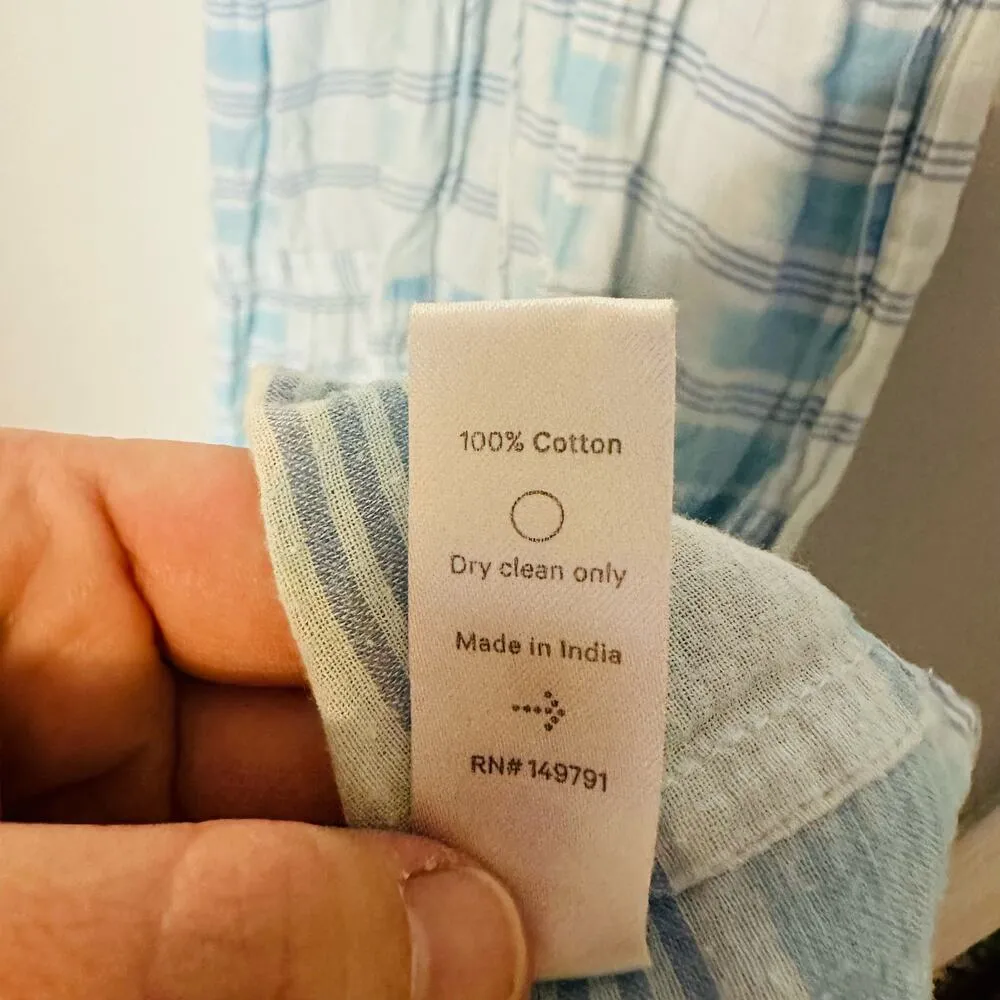 100% Cotton
Dry clean only
Made in India
RN# 149791